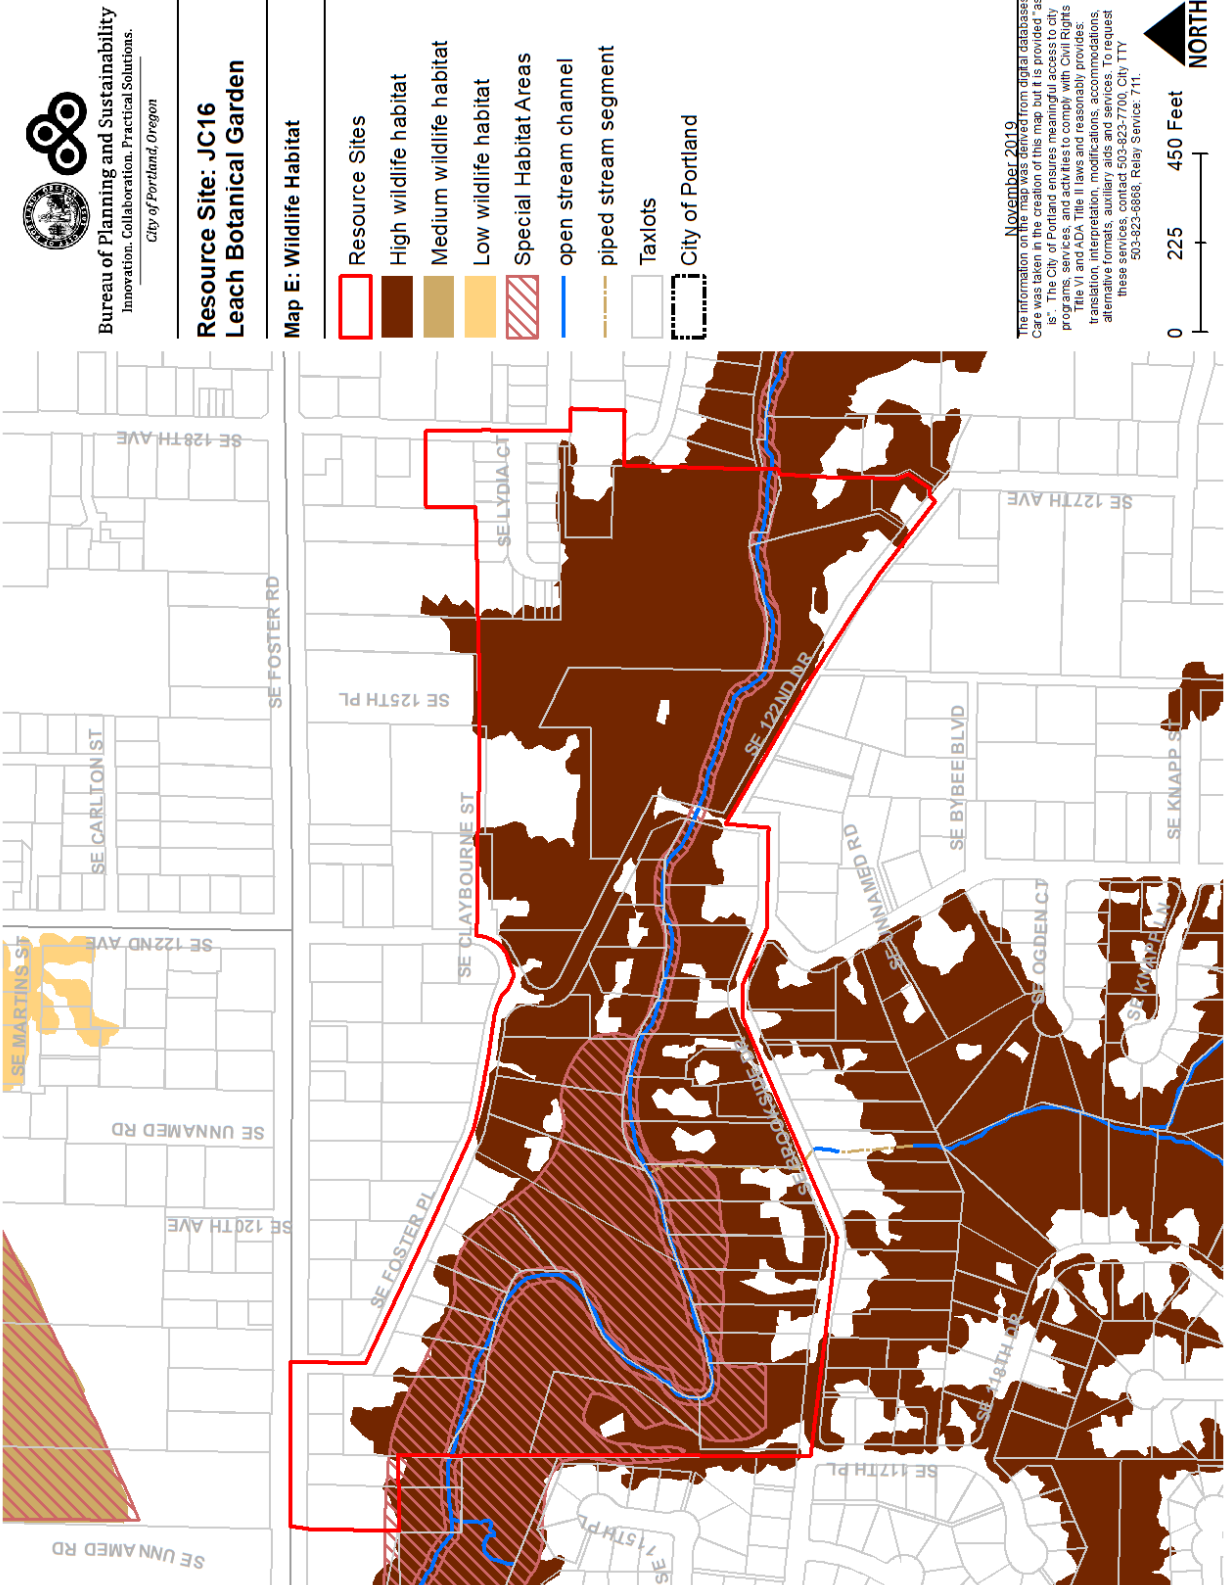 Bureau of Planning and Sustainability
Innovation. Collaboration. Practical Solutions.
City of Portland, Oregon
Resource Site: JC16
Leach Botanical Garden
Map E: Wildlife Habitat
Resource Sites
High wildlife habitat
Medium wildlife habitat
Low wildlife habitat
Special Habitat Areas
open stream channel
piped stream segment
Taxlots
City of Portland
November 2019
The information on the map was derived from digital databases
Care was taken in the creation of this map but it is provided "as
is". The City of Portland ensures meaningful access to city
programs, services, and activities to comply with Civil Rights
Title VI and ADA Title II laws and reasonably provides:
translation, interpretation, modifications, accommodations,
alternative formats, auxiliary aids and services. To request
these services, contact 503-823-7700, City TTY
503-823-6868, Relay Service: 711.
0 225 450 Feet
NORTH
SE MARTINS ST
SE CARLTON ST
SE 128TH AVE
SE UNNAMED RD
SE 120TH AVE
SE UNNAMED RD
SE 122ND AVE
SE FOSTER RD
SE FOSTER PL
SE CLAYBOURNE ST
SE 125TH PL
SE LYDIA CT
SE 122ND DR
SE BROOKSIDE DR
SE 115TH PL
SE 117TH PL
SE 118TH DR
SE UNNAMED RD
SE BYBEE BLVD
SE 127TH AVE
SE OGDEN CT
SE KNAPP LN
SE KNAPP ST